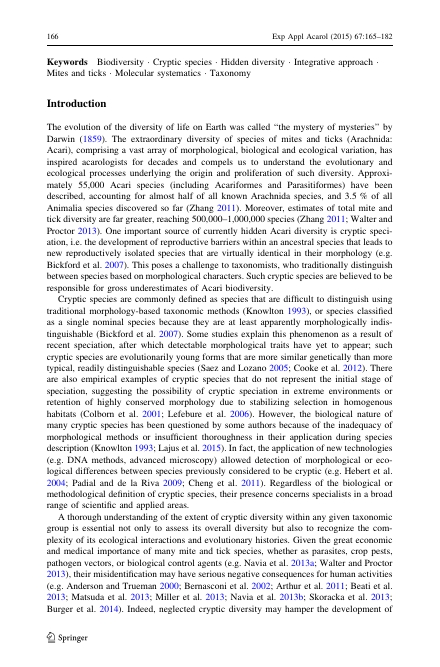 166 Exp Appl Acarol (2015) 67:165–182
Keywords Biodiversity · Cryptic species · Hidden diversity · Integrative approach ·
Mites and ticks · Molecular systematics · Taxonomy
Introduction
The evolution of the diversity of life on Earth was called “the mystery of mysteries” by
Darwin (1859). The extraordinary diversity of species of mites and ticks (Arachnida:
Acari), comprising a vast array of morphological, biological and ecological variation, has
inspired acarologists for decades and compels us to understand the evolutionary and
ecological processes underlying the origin and proliferation of such diversity. Approxi-
mately 55,000 Acari species (including Acariformes and Parasitiformes) have been
described, accounting for almost half of all known Arachnida species, and 3.5 % of all
Animalia species discovered so far (Zhang 2011). Moreover, estimates of total mite and
tick diversity are far greater, reaching 500,000–1,000,000 species (Zhang 2011; Walter and
Proctor 2013). One important source of currently hidden Acari diversity is cryptic speci-
ation, i.e. the development of reproductive barriers within an ancestral species that leads to
new reproductively isolated species that are virtually identical in their morphology (e.g.
Bickford et al. 2007). This poses a challenge to taxonomists, who traditionally distinguish
between species based on morphological characters. Such cryptic species are believed to be
responsible for gross underestimates of Acari biodiversity.
Cryptic species are commonly defined as species that are difficult to distinguish using
traditional morphology-based taxonomic methods (Knowlton 1993), or species classified
as a single nominal species because they are at least apparently morphologically indis-
tinguishable (Bickford et al. 2007). Some studies explain this phenomenon as a result of
recent speciation, after which detectable morphological traits have yet to appear; such
cryptic species are evolutionarily young forms that are more similar genetically than more
typical, readily distinguishable species (Saez and Lozano 2005; Cooke et al. 2012). There
are also empirical examples of cryptic species that do not represent the initial stage of
speciation, suggesting the possibility of cryptic speciation in extreme environments or
retention of highly conserved morphology due to stabilizing selection in homogenous
habitats (Colborn et al. 2001; Lefebure et al. 2006). However, the biological nature of
many cryptic species has been questioned by some authors because of the inadequacy of
morphological methods or insufficient thoroughness in their application during species
description (Knowlton 1993; Lajus et al. 2015). In fact, the application of new technologies
(e.g. DNA methods, advanced microscopy) allowed detection of morphological or eco-
logical differences between species previously considered to be cryptic (e.g. Hebert et al.
2004; Padial and de la Riva 2009; Cheng et al. 2011). Regardless of the biological or
methodological definition of cryptic species, their presence concerns specialists in a broad
range of scientific and applied areas.
A thorough understanding of the extent of cryptic diversity within any given taxonomic
group is essential not only to assess its overall diversity but also to recognize the com-
plexity of its ecological interactions and evolutionary histories. Given the great economic
and medical importance of many mite and tick species, whether as parasites, crop pests,
pathogen vectors, or biological control agents (e.g. Navia et al. 2013a; Walter and Proctor
2013), their misidentification may have serious negative consequences for human activities
(e.g. Anderson and Trueman 2000; Bernasconi et al. 2002; Arthur et al. 2011; Beati et al.
2013; Matsuda et al. 2013; Miller et al. 2013; Navia et al. 2013b; Skoracka et al. 2013;
Burger et al. 2014). Indeed, neglected cryptic diversity may hamper the development of
Springer